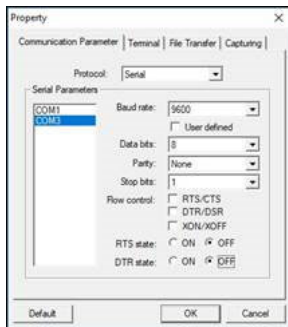 Property
Communication Parameter Terminal File Transfer Capturing
Protocol: Serial
Serial Parameters
COM1
COM3
Baud rate: 9600
User defined
Data bits: 8
Parity: None
Stop bits: 1
Flow control: RTS/CTS
DTR/DSR
XON/XOFF
RTS state: ON OFF
DTR state: ON OFF
Default OK Cancel